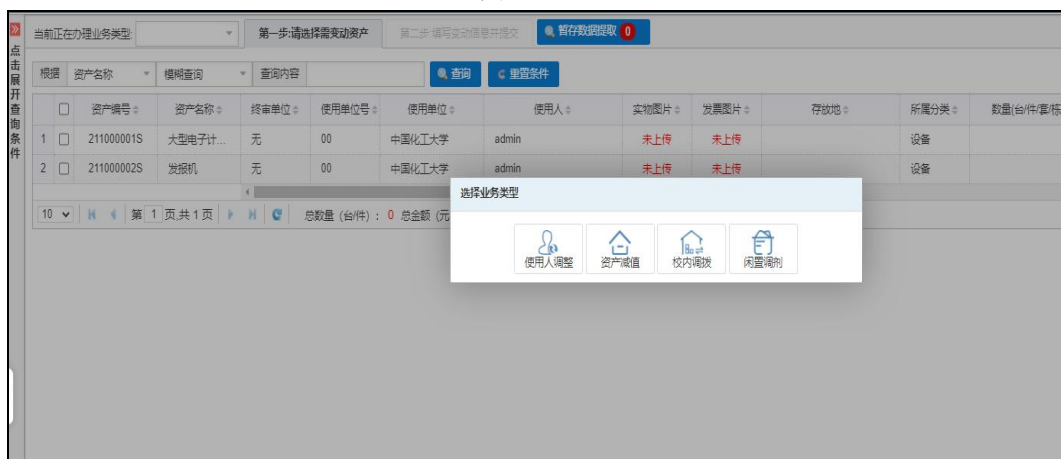 当前正在办理业务类型:
第一步:请选择需变动资产
第二步:填写变动信息并提交
暂存数据提取 0
点击展开查询条件
根据 资产名称 模糊查询 查询内容 查询 重置条件
资产编号 资产名称 终审单位 使用单位号 使用单位 使用人 实物图片 发票图片 存放地 所属分类 数量(台/件/套/栋
1 211000001S 大型电子计... 无 00 中国化工大学 admin 未上传 未上传 设备
2 211000002S 发报机 无 00 中国化工大学 admin 未上传 未上传 设备
10 第 1 页,共 1 页 总数量 (台/件) : 0 总金额 (元
选择业务类型
使用人调整 资产减值 校内调拨 闲置调剂